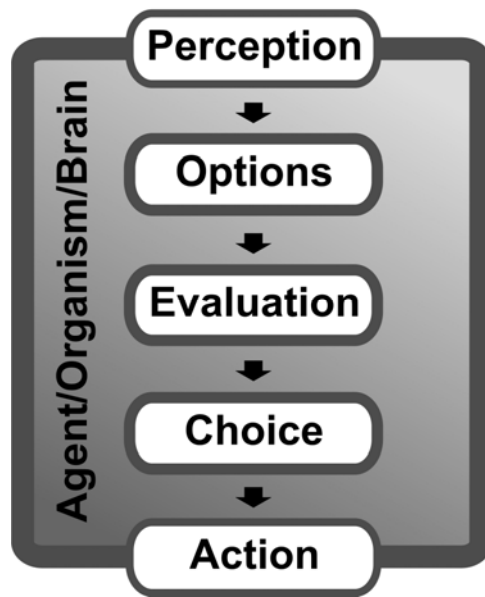 Perception
Agent/Organism/Brain
Options
Evaluation
Choice
Action